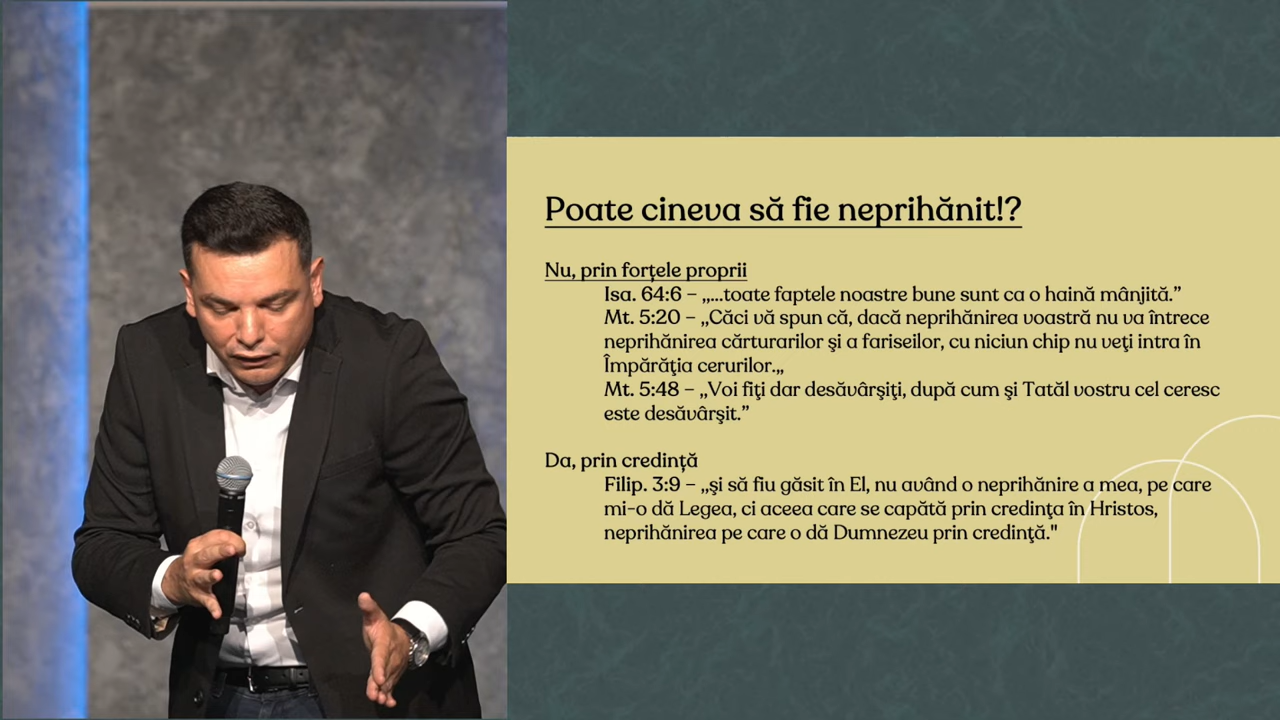 Poate cineva să fie neprihănit!?
Nu, prin forțele proprii
Isa. 64:6 – „...toate faptele noastre bune sunt ca o haină mânjită.”
Mt. 5:20 – „Căci vă spun că, dacă neprihănirea voastră nu va întrece
neprihănirea cărturarilor şi a fariseilor, cu niciun chip nu veţi intra în
Împărăţia cerurilor.„
Mt. 5:48 – „Voi fiţi dar desăvârşiţi, după cum şi Tatăl vostru cel ceresc
este desăvârşit.”
Da, prin credință
Filip. 3:9 – „şi să fiu găsit în El, nu având o neprihănire a mea, pe care
mi-o dă Legea, ci aceea care se capătă prin credinţa în Hristos,
neprihănirea pe care o dă Dumnezeu prin credinţă."